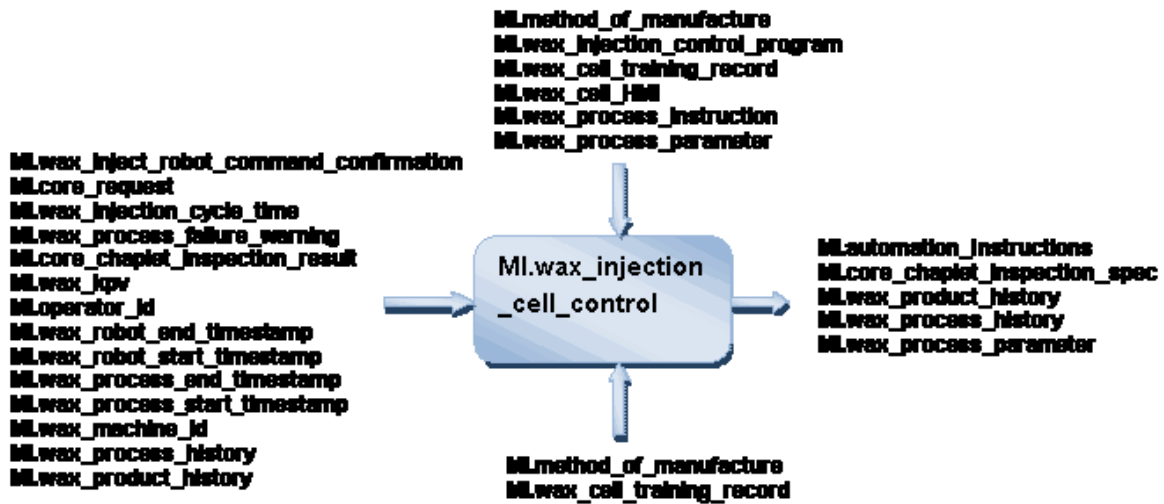 MI.method_of_manufacture
MI.wax_injection_control_program
MI.wax_cell_training_record
MI.wax_cell_HMI
MI.wax_process_instruction
MI.wax_process_parameter
MI.wax_inject_robot_command_confirmation
MI.core_request
MI.wax_injection_cycle_time
MI.wax_process_failure_warning
MI.core_chaplet_inspection_result
MI.wax_kpv
MI.operator_id
MI.wax_robot_end_timestamp
MI.wax_robot_start_timestamp
MI.wax_process_end_timestamp
MI.wax_process_start_timestamp
MI.wax_machine_id
MI.wax_process_history
MI.wax_product_history
MI.wax_injection
_cell_control
MI.automation_instructions
MI.core_chaplet_inspection_spec
MI.wax_product_history
MI.wax_process_history
MI.wax_process_parameter
MI.method_of_manufacture
MI.wax_cell_training_record